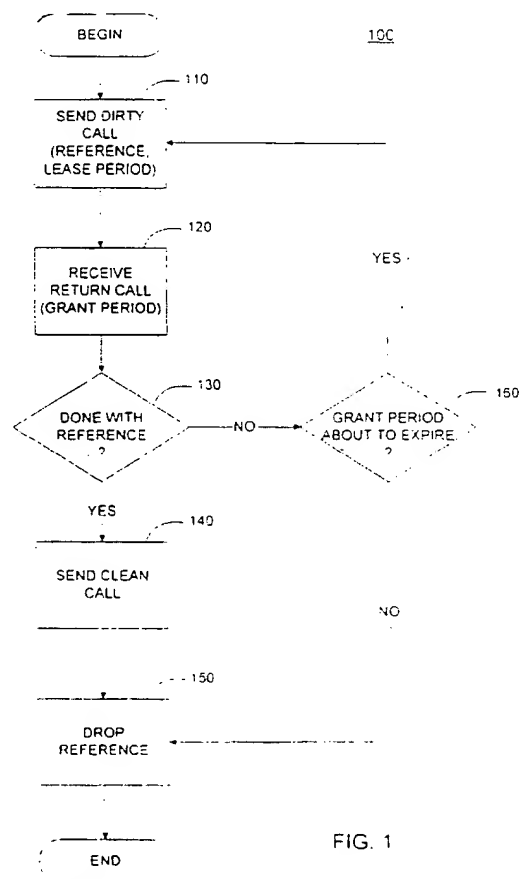 BEGIN
100
110
SEND DIRTY
CALL
(REFERENCE,
LEASE PERIOD)
120
RECEIVE
RETURN CALL
(GRANT PERIOD)
YES
130
DONE WITH
REFERENCE
?
NO
160
GRANT PERIOD
ABOUT TO EXPIRE
?
YES
140
SEND CLEAN
CALL
NO
150
DROP
REFERENCE
END
FIG. 1